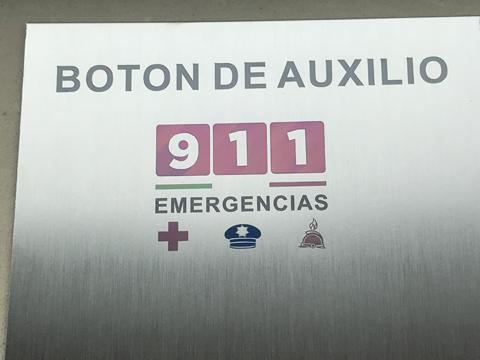 BOTON DE AUXILIO
911
EMERGENCIAS